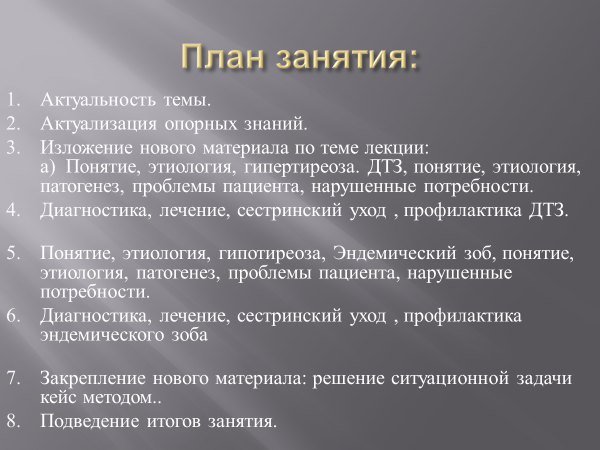 План занятия:
1. Актуальность темы.
2. Актуализация опорных знаний.
3. Изложение нового материала по теме лекции:
а) Понятие, этиология, гипертиреоза. ДТЗ, понятие, этиология,
патогенез, проблемы пациента, нарушенные потребности.
4. Диагностика, лечение, сестринский уход , профилактика ДТЗ.
5. Понятие, этиология, гипотиреоза, Эндемический зоб, понятие,
этиология, патогенез, проблемы пациента, нарушенные
потребности.
6. Диагностика, лечение, сестринский уход , профилактика
эндемического зоба
7. Закрепление нового материала: решение ситуационной задачи
кейс методом..
8. Подведение итогов занятия.